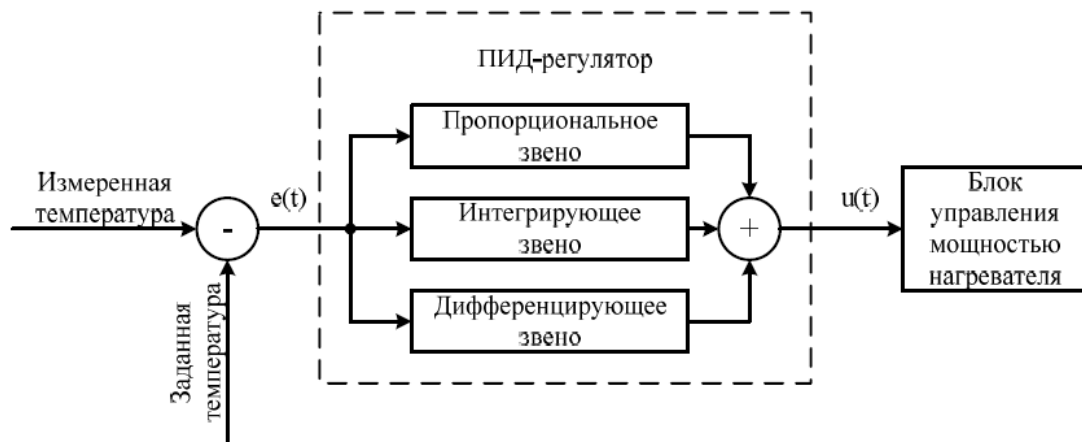 ПИД-регулятор
Пропорциональное
звено
Измеренная
температура
-
e(t)
Интегрирующее
звено
+
u(t)
Блок
управления
мощностью
нагревателя
Дифференцирующее
звено
Заданная
температура